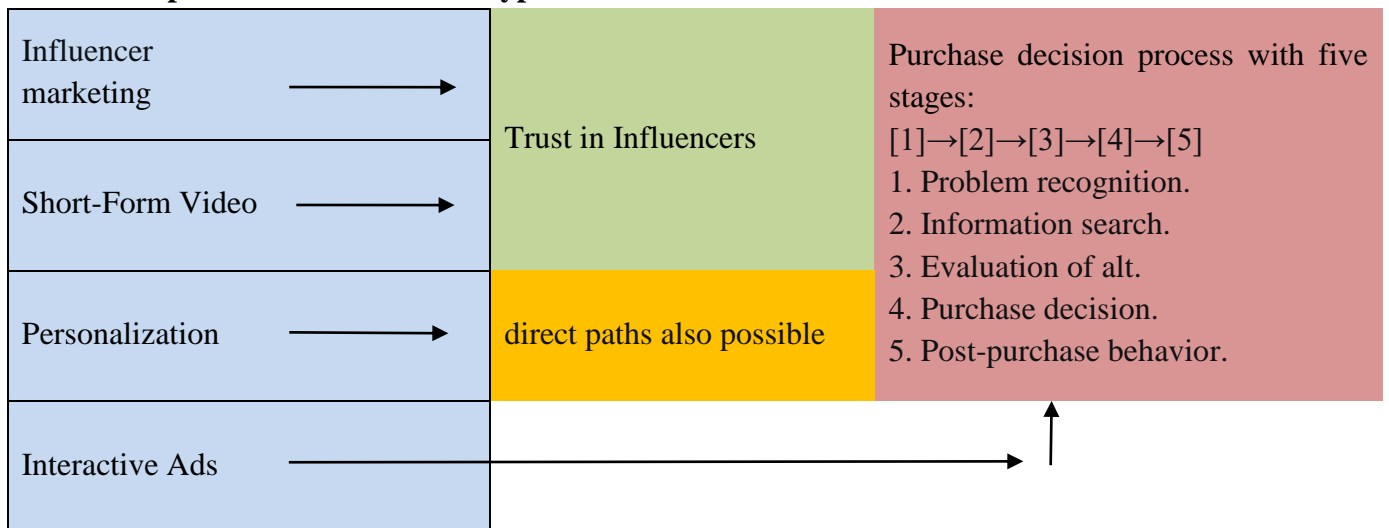 Influencer
marketing
Trust in Influencers
Short-Form Video
Personalization
direct paths also possible
Interactive Ads
Purchase decision process with five
stages:
[1]→[2]→[3]→[4]→[5]
1. Problem recognition.
2. Information search.
3. Evaluation of alt.
4. Purchase decision.
5. Post-purchase behavior.